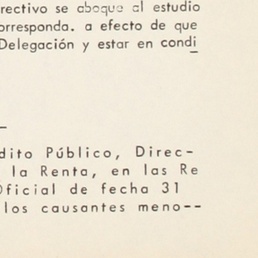 rectivo se aboque al estudio
orresponda. a efecto de que
Delegación y estar en condi
dito Público, Direc-
la Renta, en las Re
Oficial de fecha 31
los causantes meno--